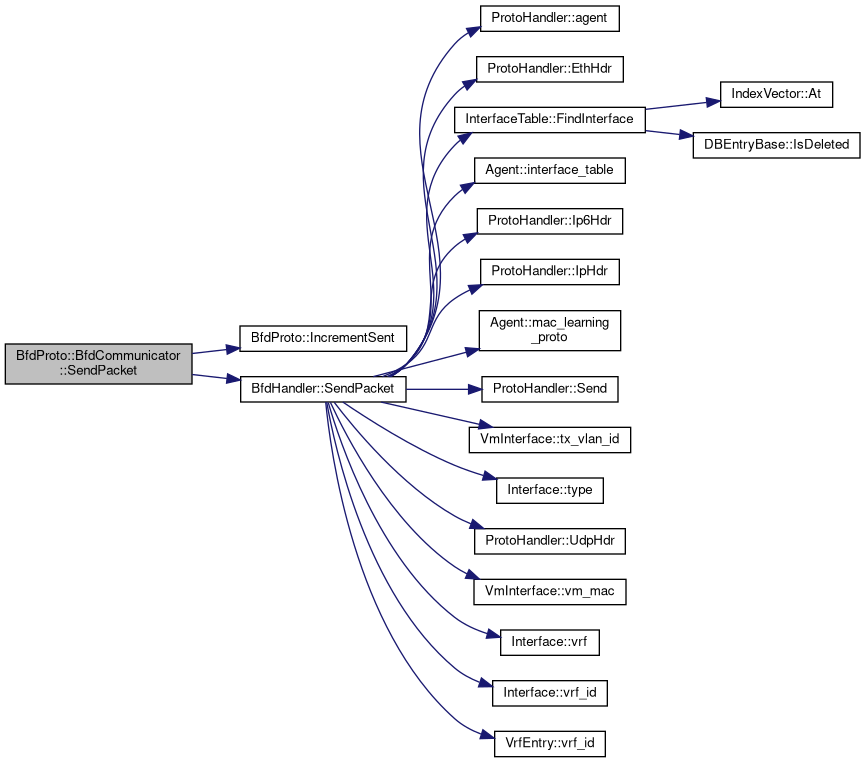 BfdProto::BfdCommunicator
::SendPacket
BfdProto::IncrementSent
BfdHandler::SendPacket
ProtoHandler::agent
ProtoHandler::EthHdr
InterfaceTable::FindInterface
Agent::interface_table
ProtoHandler::Ip6Hdr
ProtoHandler::IpHdr
Agent::mac_learning
_proto
ProtoHandler::Send
VmInterface::tx_vlan_id
Interface::type
ProtoHandler::UdpHdr
VmInterface::vm_mac
Interface::vrf
Interface::vrf_id
VrfEntry::vrf_id
IndexVector::At
DBEntryBase::IsDeleted